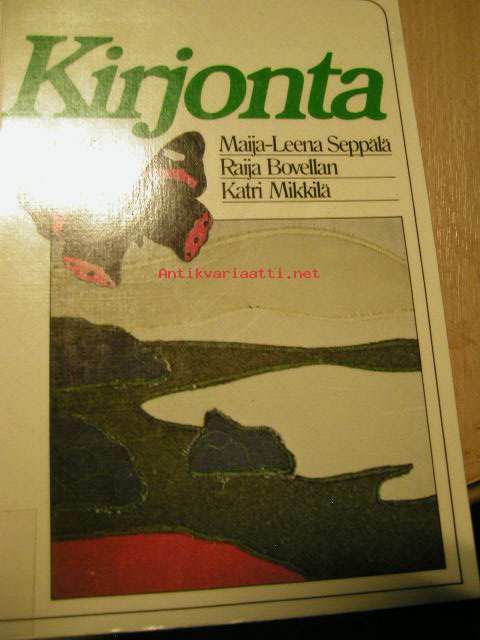 Kirjonta
Maija-Leena Seppälä
Raija Bovellan
Katri Mikkilä
Antikvariaatti.net